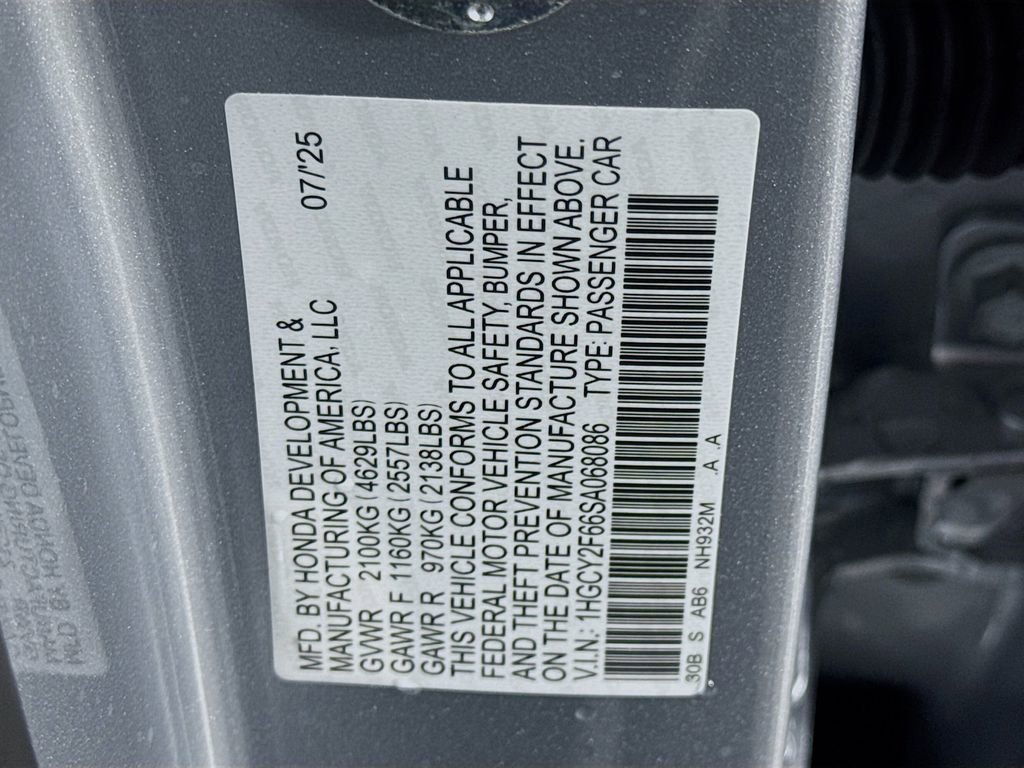 MFD. BY HONDA DEVELOPMENT & 07/'25
MANUFACTURING OF AMERICA, LLC
GVWR 2100KG (4629LBS)
GAWR F 1160KG (2557LBS)
GAWR R 970KG (2138LBS)
THIS VEHICLE CONFORMS TO ALL APPLICABLE
FEDERAL MOTOR VEHICLE SAFETY, BUMPER,
AND THEFT PREVENTION STANDARDS IN EFFECT
ON THE DATE OF MANUFACTURE SHOWN ABOVE.
V.I.N.: 1HGCY2F66SA068086 TYPE: PASSENGER CAR
30B S AB6 NH932M .A .A